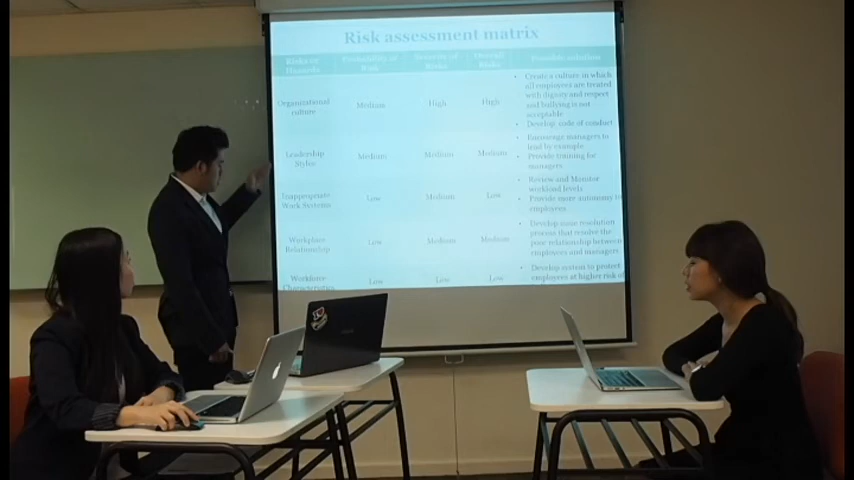 Risk assessment matrix
Risks or Probability of Severity of Overall Possible solution
Hazards Risk Risks Risks
Organizational culture Medium High High
• Create a culture in which
all employees are treated
with dignity and respect
and bullying is not
acceptable
• Develop code of conduct
Leadership Styles Medium Medium Medium
• Encourage managers to
lead by example
• Provide training for
managers
Inappropriate Work Systems Low Medium Low
• Review and Monitor
workload levels
• Provide more autonomy to
employees
Workplace Relationship Low Medium Medium
• Develop issue resolution
process that resolve the
poor relationship between
employees and managers
Workforce Characteristics Low Low Low
• Develop system to protect
employees at higher risk of